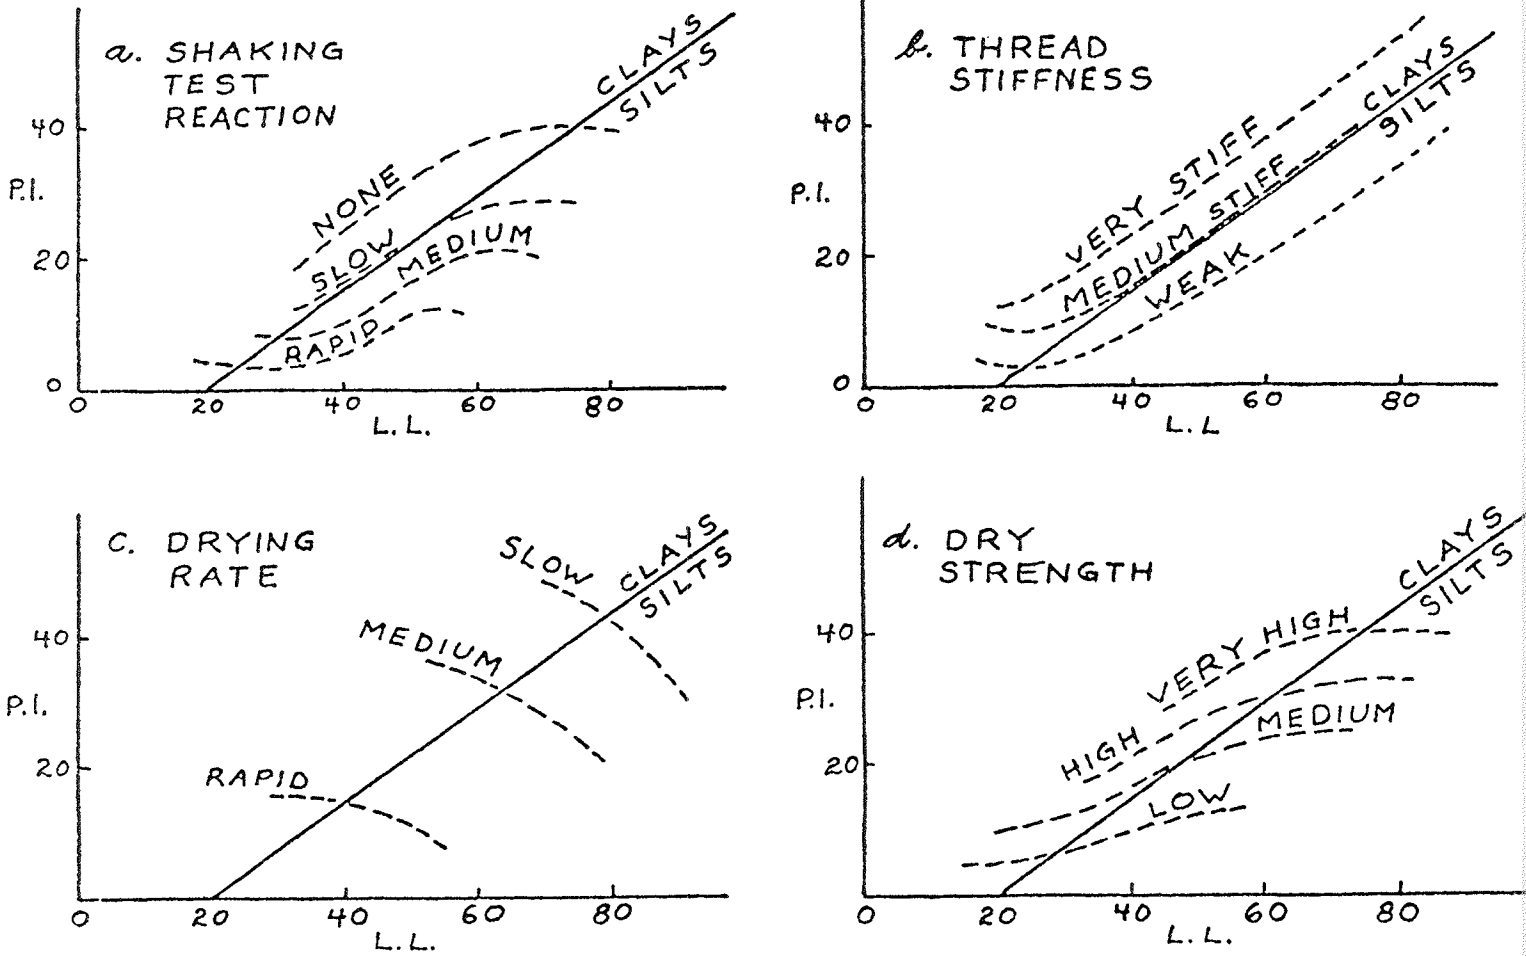 a. SHAKING
TEST
REACTION
CLAYS
SILTS
40
P.I.
20
0
NONE
SLOW
MEDIUM
RAPID
0 20 40 60 80
L.L.
b. THREAD
STIFFNESS
CLAYS
SILTS
40
P.I.
20
0
VERY STIFF
MEDIUM STIFF
WEAK
0 20 40 60 80
L.L
c. DRYING
RATE
SLOW
CLAYS
SILTS
40
P.I.
20
MEDIUM
RAPID
0 20 40 60 80
L.L.
d. DRY
STRENGTH
CLAYS
SILTS
40
P.I.
20
VERY HIGH
HIGH
MEDIUM
LOW
0 20 40 60 80
L.L.